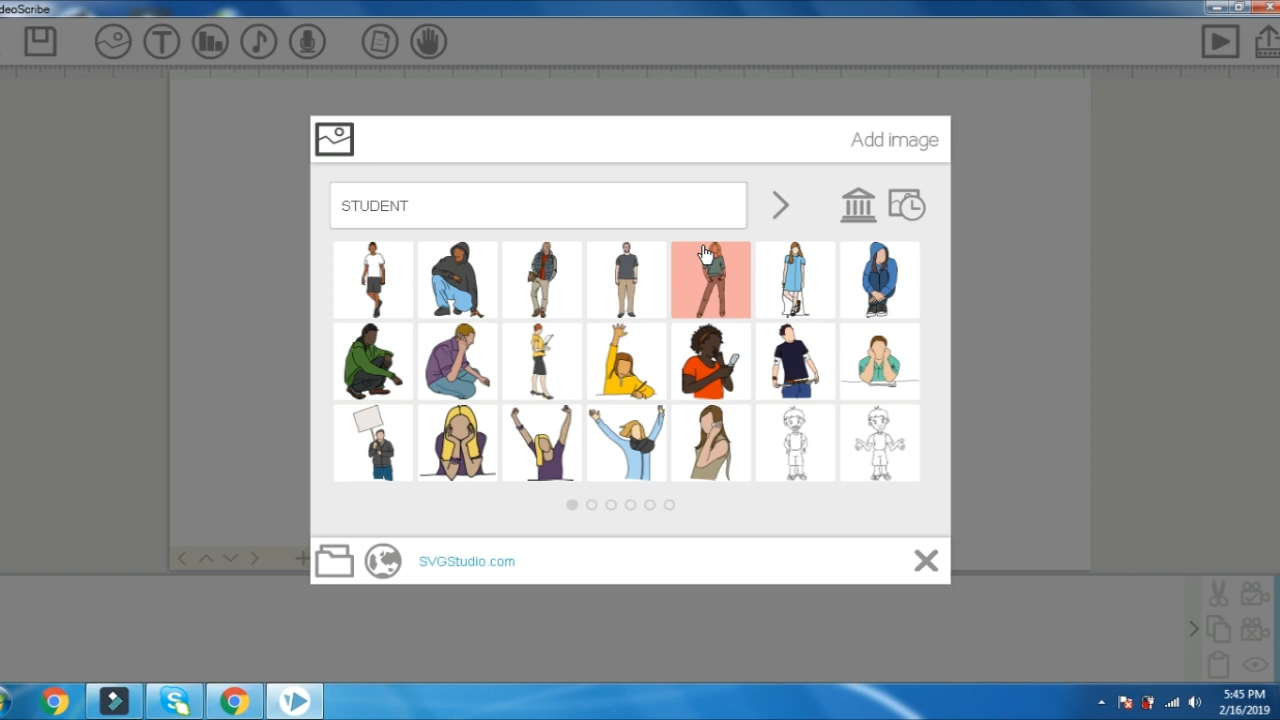 deoScribe
Add image
STUDENT
SVGStudio.com
5:45 PM
2/16/2019